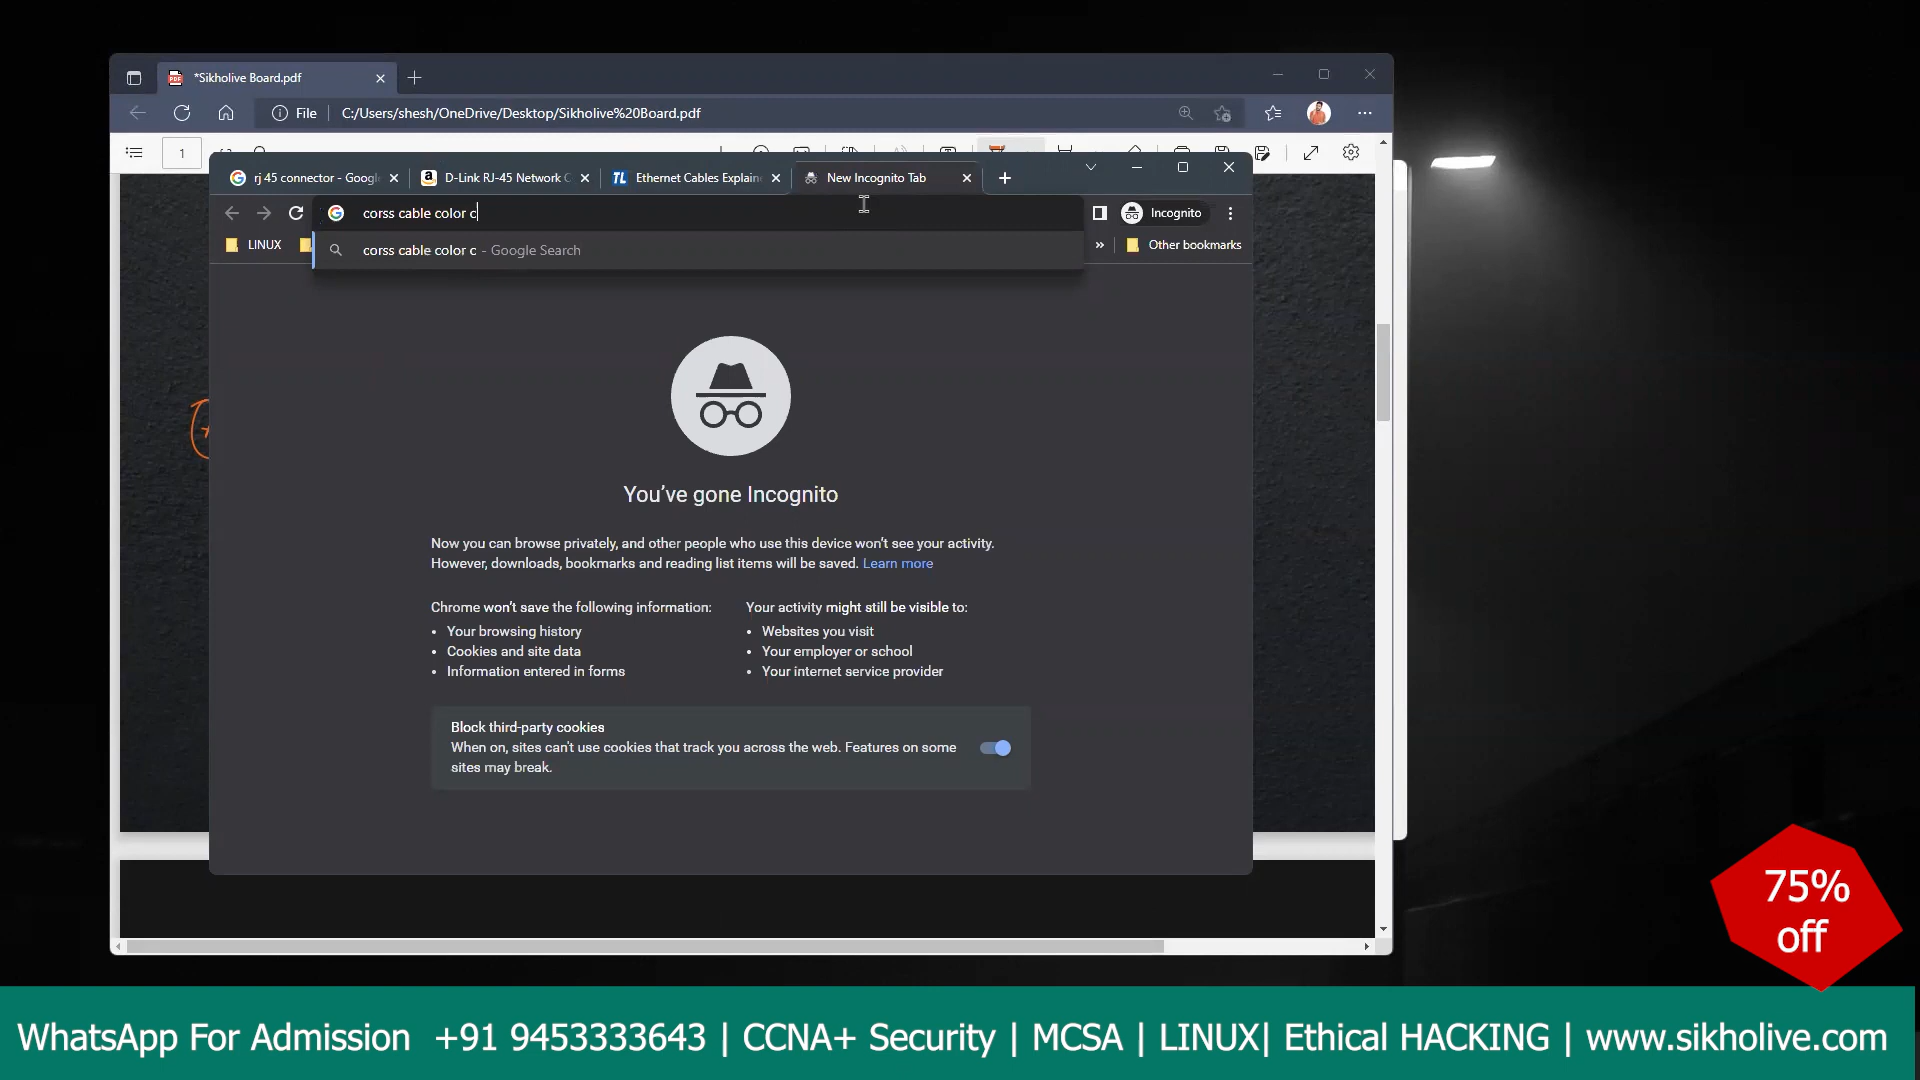 *Sikholive Board.pdf
File
C:/Users/shesh/OneDrive/Desktop/Sikholive%20Board.pdf
1
rj 45 connector - Googl
D-Link RJ-45 Network C
Ethernet Cables Explain
New Incognito Tab
corss cable color c
Incognito
LINUX
corss cable color c - Google Search
» Other bookmarks
You've gone Incognito
Now you can browse privately, and other people who use this device won't see your activity.
However, downloads, bookmarks and reading list items will be saved. Learn more
Chrome won't save the following information:
• Your browsing history
• Cookies and site data
• Information entered in forms
Your activity might still be visible to:
• Websites you visit
• Your employer or school
• Your internet service provider
Block third-party cookies
When on, sites can't use cookies that track you across the web. Features on some
sites may break.
75%
off
WhatsApp For Admission +91 9453333643 | CCNA+ Security | MCSA | LINUX| Ethical HACKING | www.sikholive.com